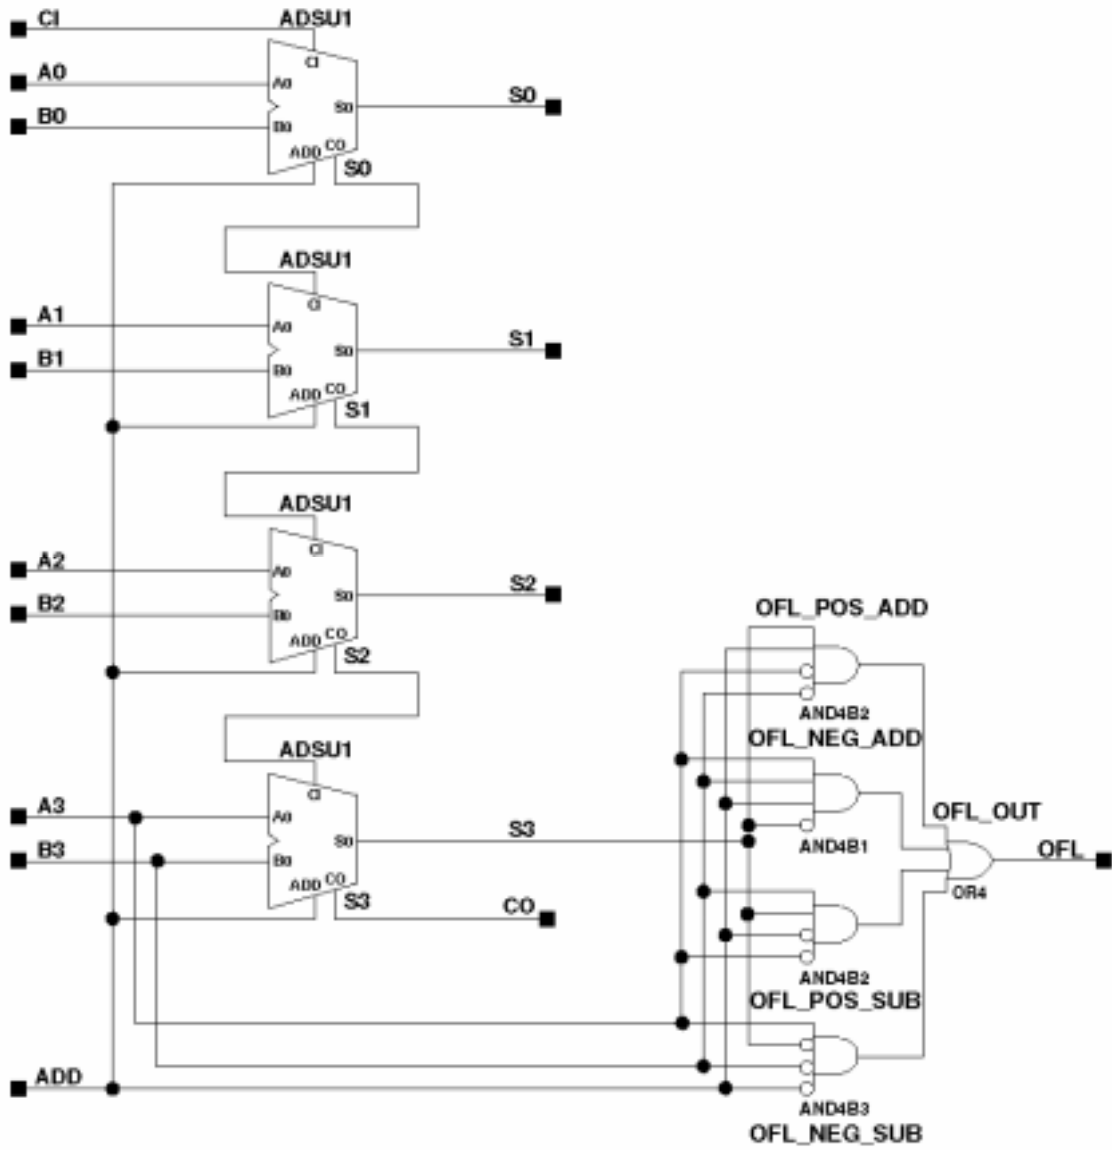 CI ADSU1
CI
A0 A0
S0 S0
B0 B0
ADD CO
S0
ADSU1
CI
A1 A0
S0 S1
B1 B0
ADD CO
S1
ADSU1
CI
A2 A0
S0 S2
B2 B0
ADD CO
S2
OFL_POS_ADD
AND4B2
OFL_NEG_ADD
ADSU1
CI
A3 A0
S0 S3
B3 B0
ADD CO
S3
CO
AND4B1
OFL_OUT
OFL
OR4
AND4B2
OFL_POS_SUB
ADD
AND4B3
OFL_NEG_SUB